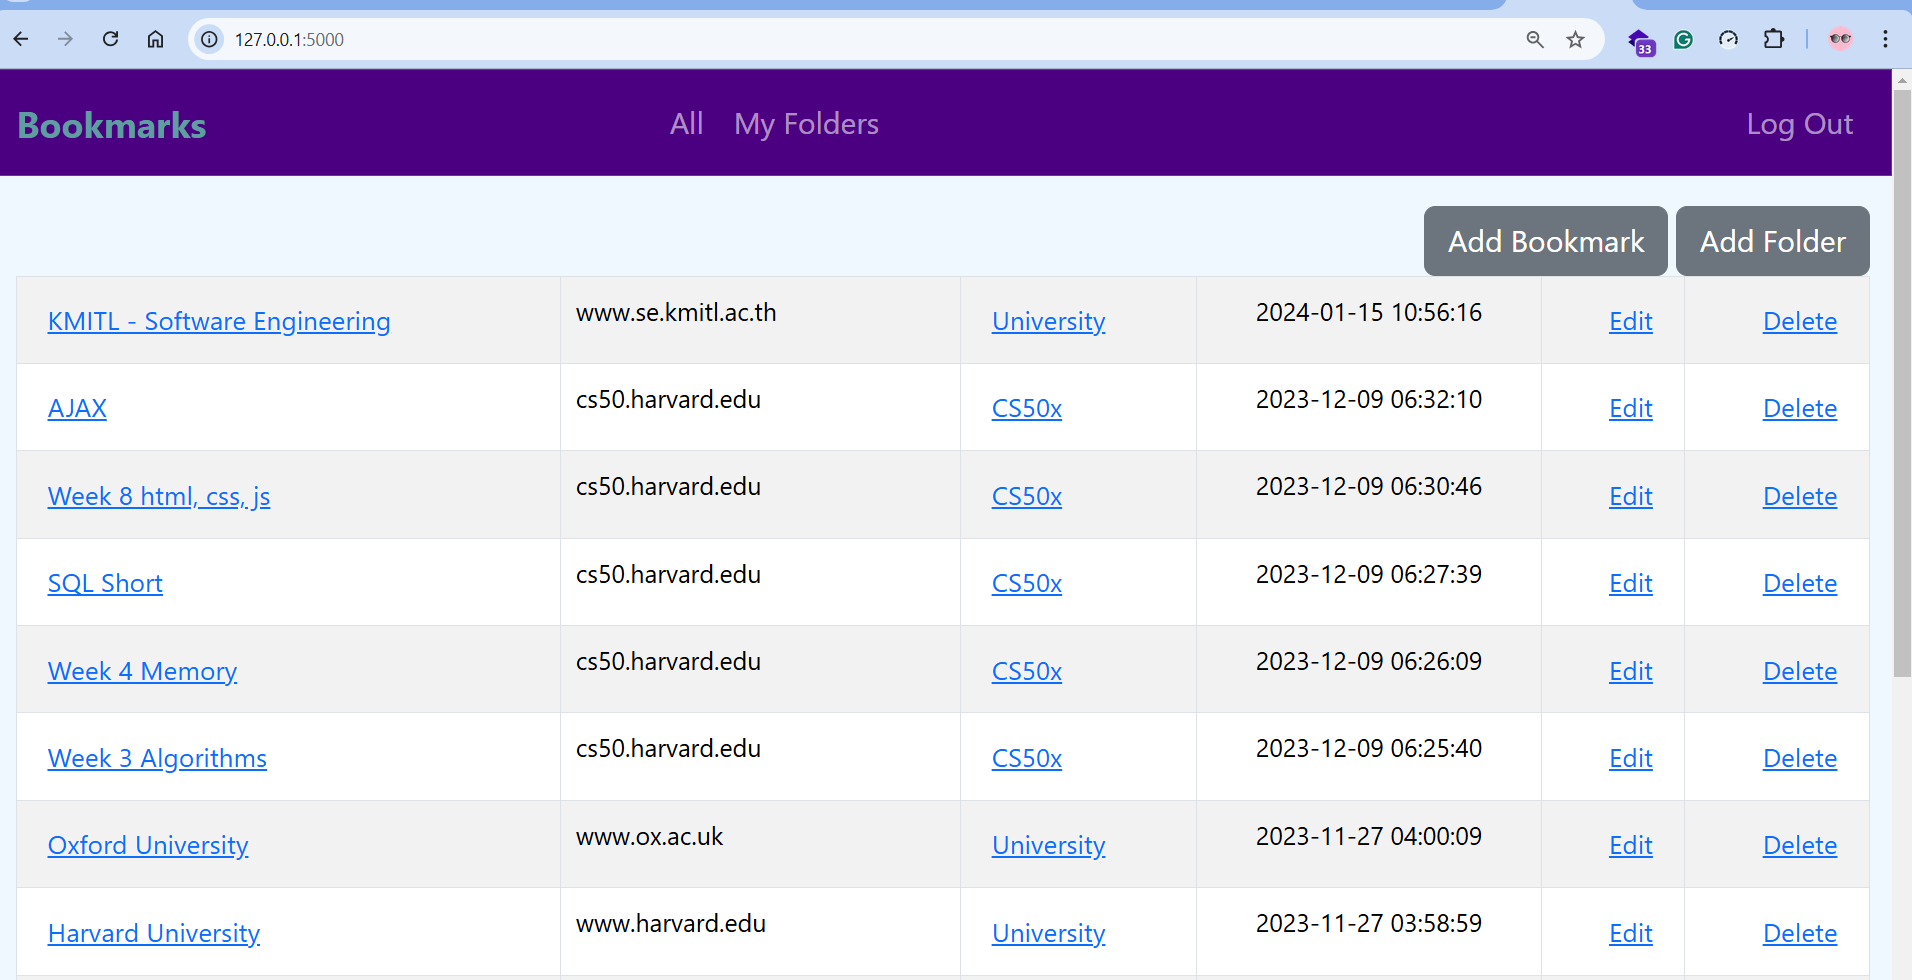 127.0.0.1:5000
33
Bookmarks All My Folders Log Out
Add Bookmark Add Folder
KMITL - Software Engineering www.se.kmitl.ac.th University 2024-01-15 10:56:16 Edit Delete
AJAX cs50.harvard.edu CS50x 2023-12-09 06:32:10 Edit Delete
Week 8 html, css, js cs50.harvard.edu CS50x 2023-12-09 06:30:46 Edit Delete
SQL Short cs50.harvard.edu CS50x 2023-12-09 06:27:39 Edit Delete
Week 4 Memory cs50.harvard.edu CS50x 2023-12-09 06:26:09 Edit Delete
Week 3 Algorithms cs50.harvard.edu CS50x 2023-12-09 06:25:40 Edit Delete
Oxford University www.ox.ac.uk University 2023-11-27 04:00:09 Edit Delete
Harvard University www.harvard.edu University 2023-11-27 03:58:59 Edit Delete